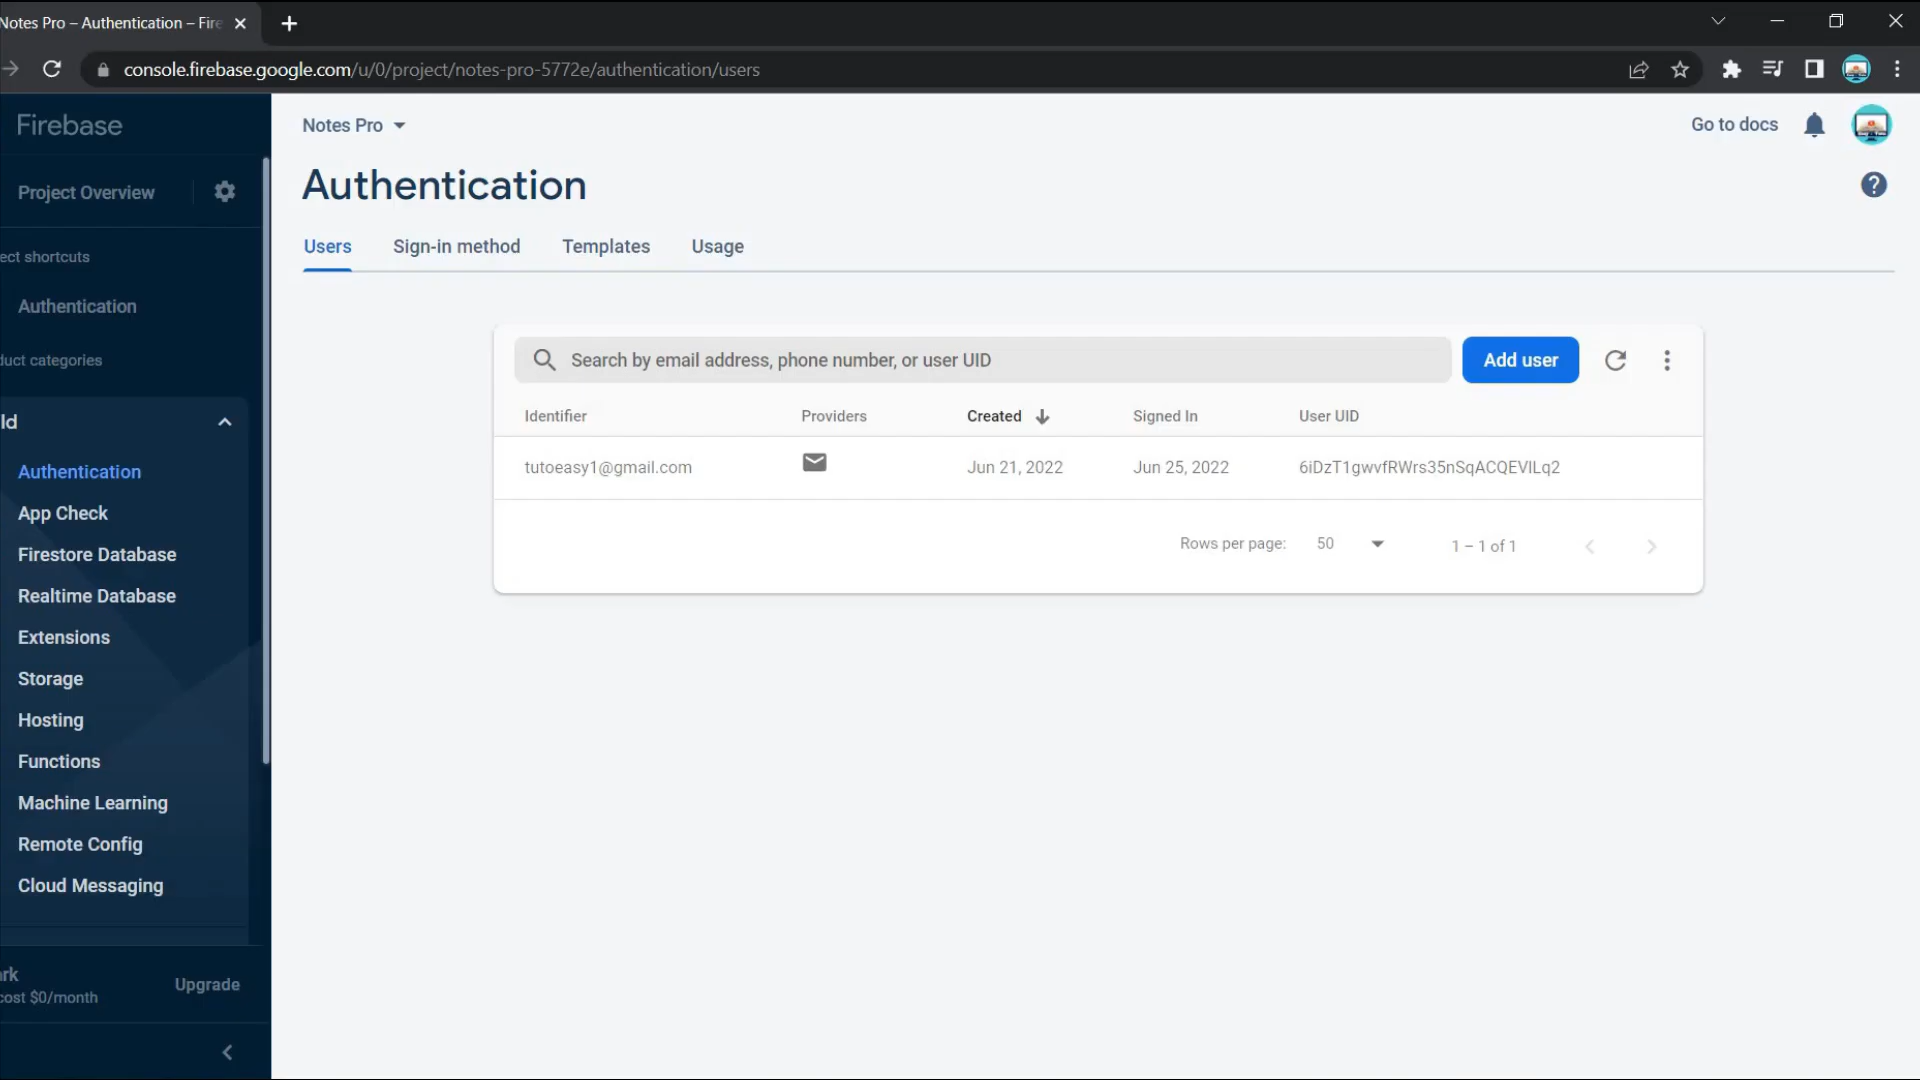 Notes Pro – Authentication – Fire
console.firebase.google.com/u/0/project/notes-pro-5772e/authentication/users
Firebase
Project Overview
ect shortcuts
Authentication
duct categories
ld
Authentication
App Check
Firestore Database
Realtime Database
Extensions
Storage
Hosting
Functions
Machine Learning
Remote Config
Cloud Messaging
ark
cost $0/month
Upgrade
Notes Pro
Go to docs
Authentication
Users Sign-in method Templates Usage
Search by email address, phone number, or user UID
Add user
Identifier Providers Created Signed In User UID
tutoeasy1@gmail.com Jun 21, 2022 Jun 25, 2022 6iDzT1gwvfRWrs35nSqACQEVILq2
Rows per page: 50 1 – 1 of 1